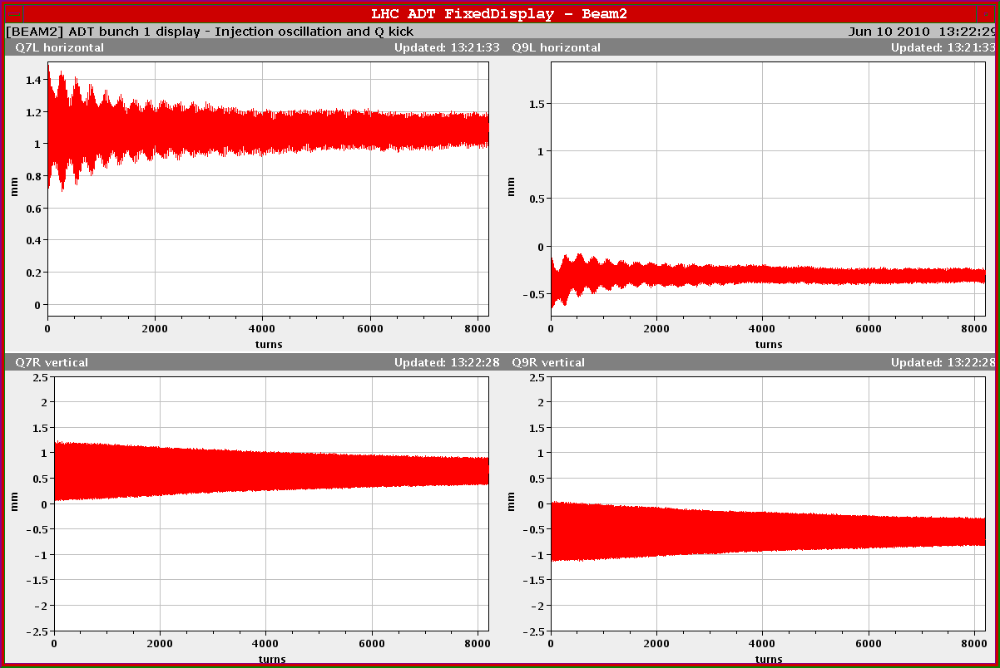 LHC ADT FixedDisplay - Beam2
[BEAM2] ADT bunch 1 display - Injection oscillation and Q kick Jun 10 2010 13:22:29
Q7L horizontal Updated: 13:21:33
1.4
1.2
1
0.8
0.6
0.4
0.2
0
mm
0 2000 4000 6000 8000
turns
Q9L horizontal Updated: 13:21:33
1.5
1
0.5
0
-0.5
mm
0 2000 4000 6000 8000
turns
Q7R vertical Updated: 13:22:28
2.5
2
1.5
1
0.5
0
-0.5
-1
-1.5
-2
-2.5
mm
0 2000 4000 6000 8000
turns
Q9R vertical Updated: 13:22:28
2.5
2
1.5
1
0.5
0
-0.5
-1
-1.5
-2
-2.5
mm
0 2000 4000 6000 8000
turns